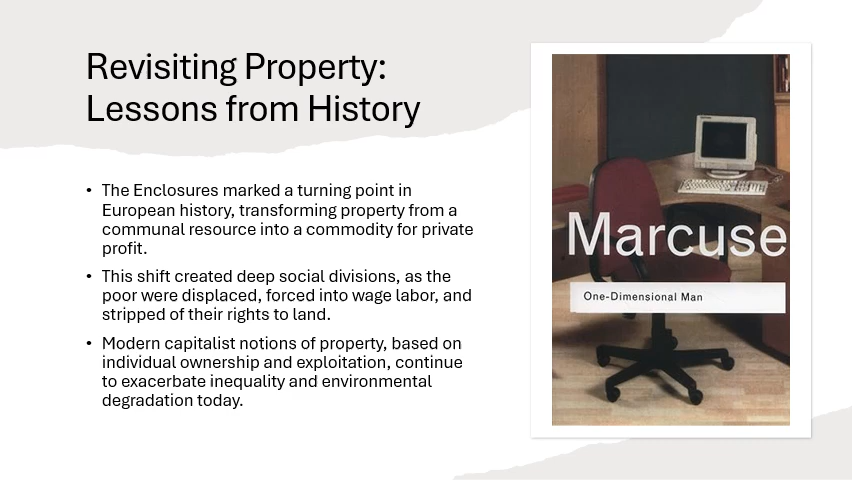 Revisiting Property:
Lessons from History
• The Enclosures marked a turning point in
European history, transforming property from a
communal resource into a commodity for private
profit.
• This shift created deep social divisions, as the
poor were displaced, forced into wage labor, and
stripped of their rights to land.
• Modern capitalist notions of property, based on
individual ownership and exploitation, continue
to exacerbate inequality and environmental
degradation today.
Marcuse
One-Dimensional Man